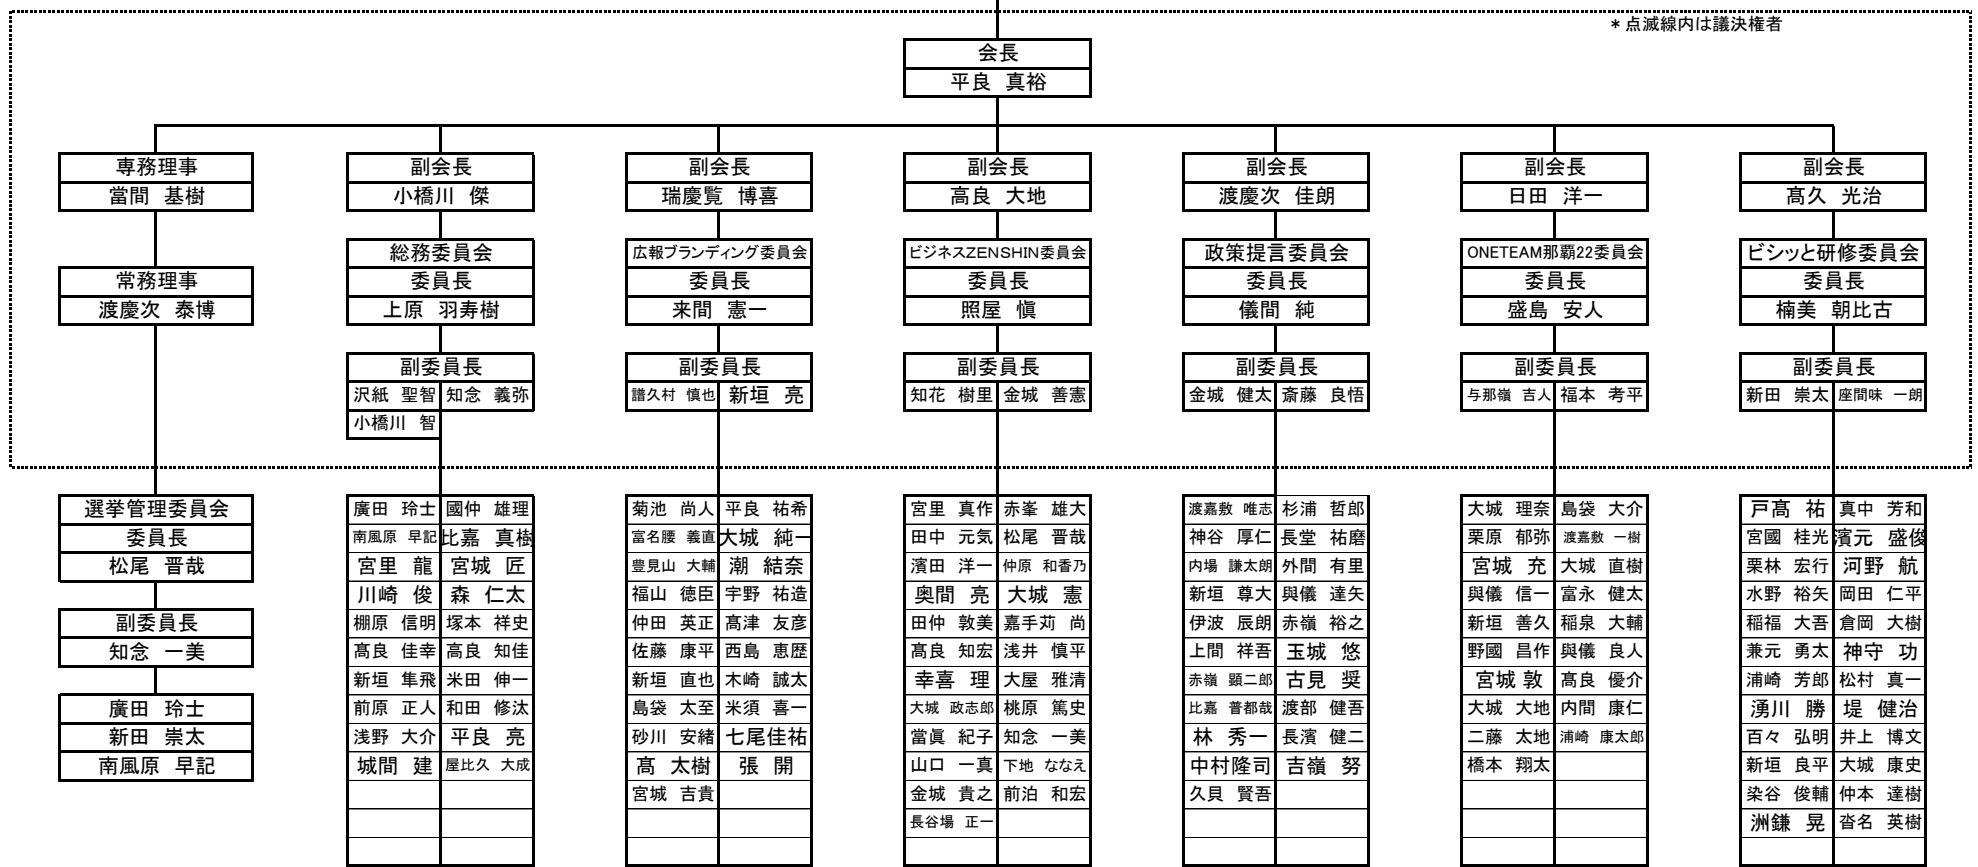 ＊点滅線内は議決権者
会長
平良 真裕
専務理事
當間 基樹
常務理事
渡慶次 泰博
選挙管理委員会
委員長
松尾 晋哉
副委員長
知念 一美
廣田 玲士
新田 崇太
南風原 早記
副会長
小橋川 傑
総務委員会
委員長
上原 羽寿樹
副委員長
沢紙 聖智 知念 義弥
小橋川 智
廣田 玲士 國仲 雄理
南風原 早記 比嘉 真樹
宮里 龍 宮城 匠
川崎 俊 森 仁太
棚原 信明 塚本 祥史
髙良 佳幸 高良 知佳
新垣 隼飛 米田 伸一
前原 正人 和田 修汰
浅野 大介 平良 亮
城間 建 屋比久 大成
副会長
瑞慶覧 博喜
広報ブランディング委員会
委員長
来間 憲一
副委員長
譜久村 慎也 新垣 亮
菊池 尚人 平良 祐希
富名腰 義直 大城 純一
豊見山 大輔 潮 結奈
福山 徳臣 宇野 祐造
仲田 英正 髙津 友彦
佐藤 康平 西島 恵歴
新垣 直也 木崎 誠太
島袋 太至 米須 喜一
砂川 安緒 七尾佳祐
髙 太樹 張 開
宮城 吉貴
副会長
高良 大地
ビジネスZENSHIN委員会
委員長
照屋 愼
副委員長
知花 樹里 金城 善憲
宮里 真作 赤峯 雄大
田中 元気 松尾 晋哉
濱田 洋一 仲原 和香乃
奥間 亮 大城 憲
田仲 敦美 嘉手苅 尚
髙良 知宏 浅井 慎平
幸喜 理 大屋 雅清
大城 政志郎 桃原 篤史
當眞 紀子 知念 一美
山口 一真 下地 ななえ
金城 貴之 前泊 和宏
長谷場 正一
副会長
渡慶次 佳朗
政策提言委員会
委員長
儀間 純
副委員長
金城 健太 斎藤 良悟
渡嘉敷 唯志 杉浦 哲郎
神谷 厚仁 長堂 祐磨
内場 謙太朗 外間 有里
新垣 尊大 與儀 達矢
伊波 辰朗 赤嶺 裕之
上間 祥吾 玉城 悠
赤嶺 顕二郎 古見 奨
比嘉 普都哉 渡部 健吾
林 秀一 長濱 健二
中村隆司 吉嶺 努
久貝 賢吾
副会長
日田 洋一
ONETEAM那覇22委員会
委員長
盛島 安人
副委員長
与那嶺 吉人 福本 考平
大城 理奈 島袋 大介
栗原 郁弥 渡嘉敷 一樹
宮城 充 大城 直樹
與儀 信一 富永 健太
新垣 善久 稲泉 大輔
野國 昌作 與儀 良人
宮城 敦 髙良 優介
大城 大地 内間 康仁
二藤 太地 浦崎 康太郎
橋本 翔太
副会長
髙久 光治
ビシッと研修委員会
委員長
楠美 朝比古
副委員長
新田 崇太 座間味 一朗
戸髙 祐 真中 芳和
宮國 桂光 濱元 盛俊
栗林 宏行 河野 航
水野 裕矢 岡田 仁平
稲福 大吾 倉岡 大樹
兼元 勇太 神守 功
浦崎 芳郎 松村 真一
湧川 勝 堤 健治
百々 弘明 井上 博文
新垣 良平 大城 康史
染谷 俊輔 仲本 達樹
洲鎌 晃 沓名 英樹